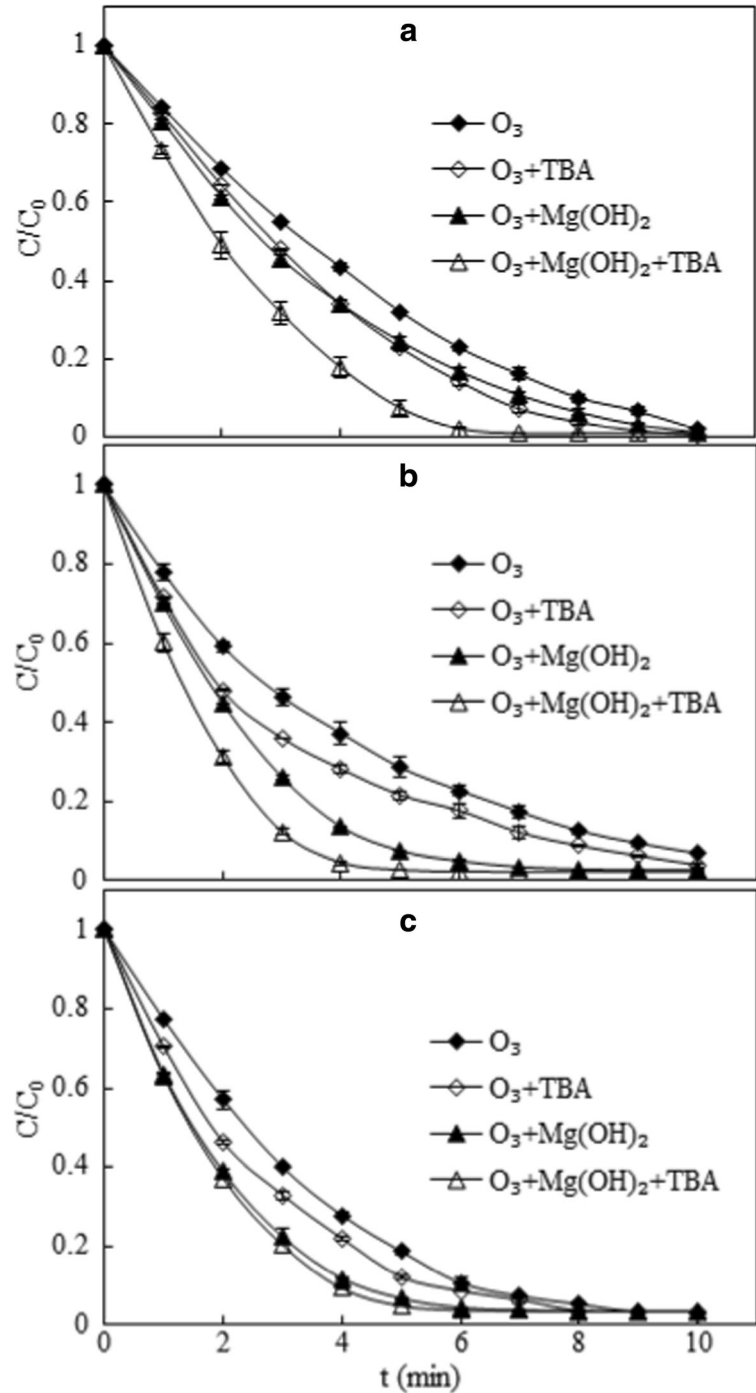 a
1
0.8
0.6
0.4
0.2
0
C/C₀
O₃
O₃+TBA
O₃+Mg(OH)₂
O₃+Mg(OH)₂+TBA
b
1
0.8
0.6
0.4
0.2
0
C/C₀
O₃
O₃+TBA
O₃+Mg(OH)₂
O₃+Mg(OH)₂+TBA
c
1
0.8
0.6
0.4
0.2
0
C/C₀
O₃
O₃+TBA
O₃+Mg(OH)₂
O₃+Mg(OH)₂+TBA
0 2 4 6 8 10
t (min)